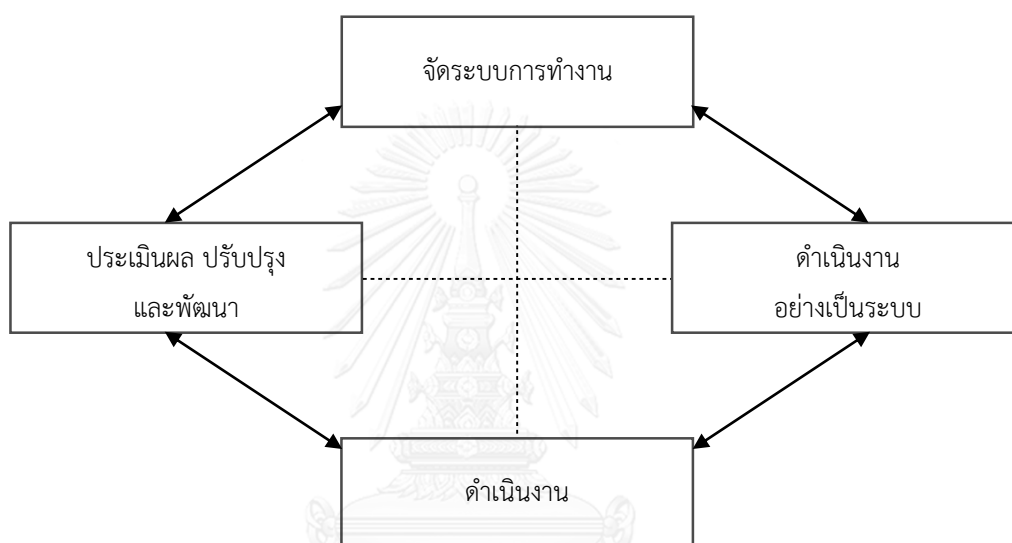 จัดระบบการทำงาน
ประเมินผล ปรับปรุง
และพัฒนา
ดำเนินงาน
อย่างเป็นระบบ
ดำเนินงาน